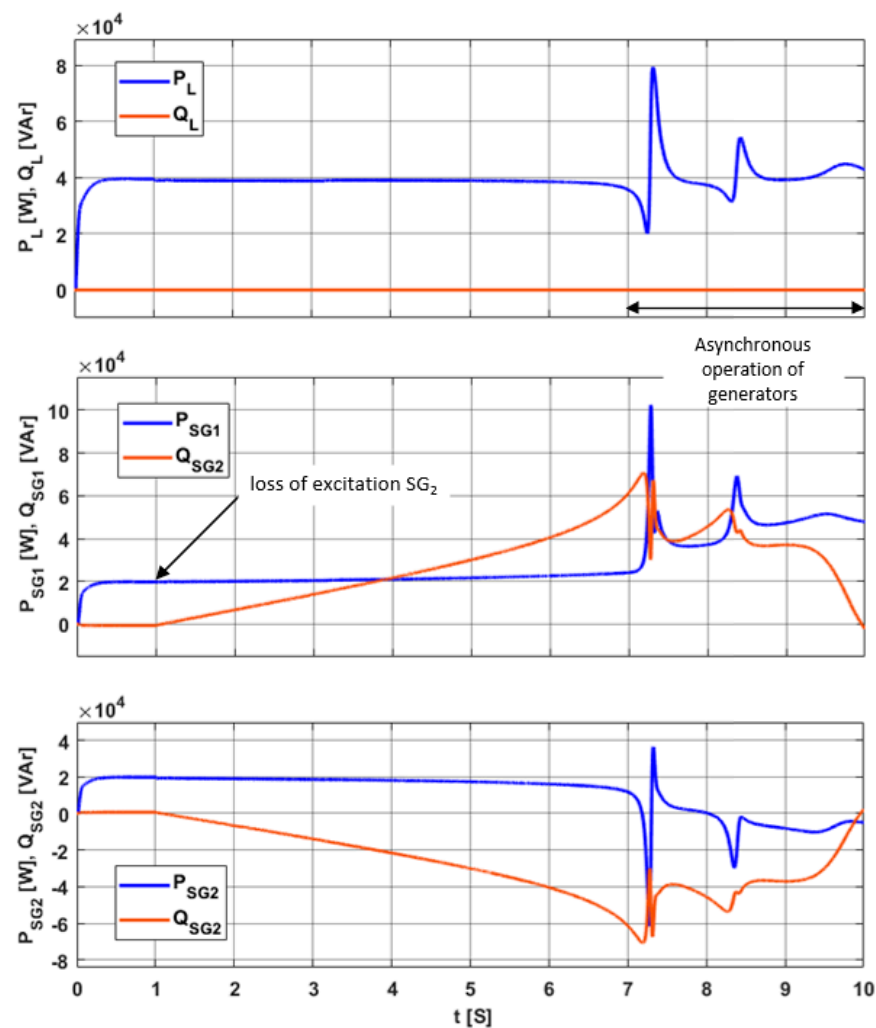 ×10⁴
P_L [W], Q_L [VAr]
8
6
4
2
0
P_L
Q_L
Asynchronous
operation of
generators
×10⁴
P_SG1 [W], Q_SG1 [VAr]
10
8
6
4
2
0
P_SG1
Q_SG2
loss of excitation SG₂
×10⁴
P_SG2 [W], Q_SG2 [VAr]
4
2
0
-2
-4
-6
-8
P_SG2
Q_SG2
0 1 2 3 4 5 6 7 8 9 10
t [S]